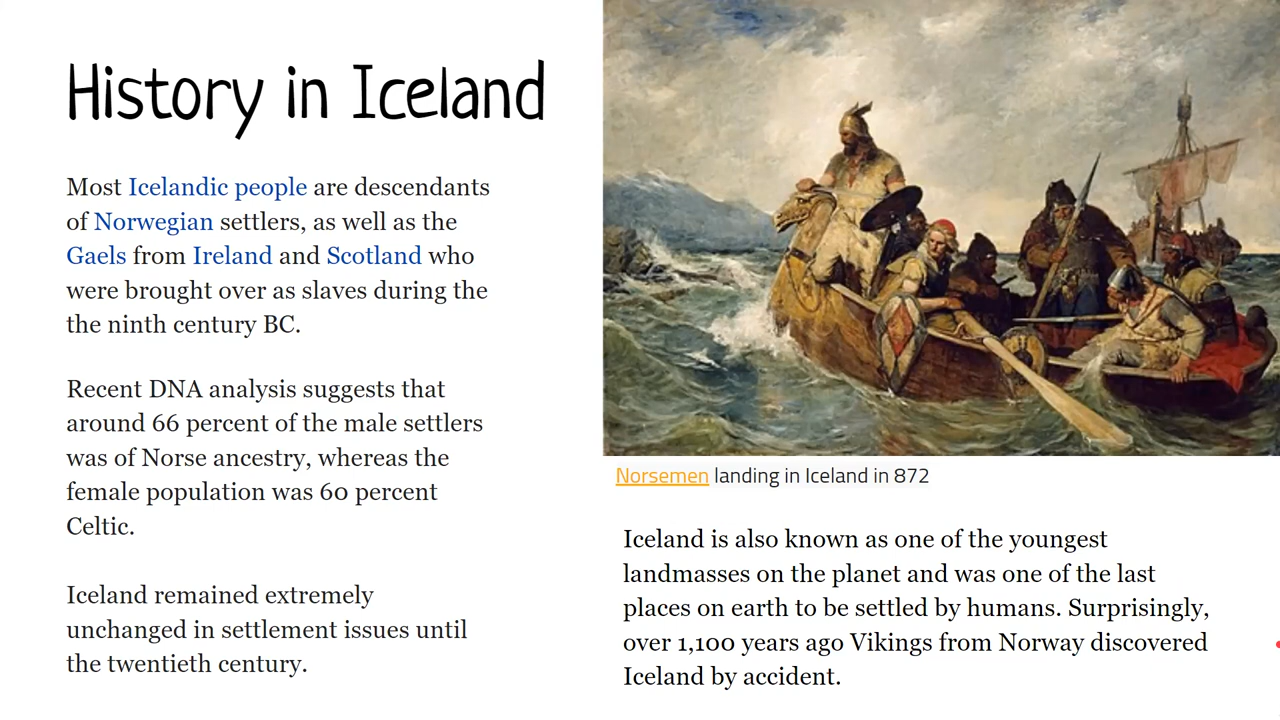 History in Iceland
Most Icelandic people are descendants
of Norwegian settlers, as well as the
Gaels from Ireland and Scotland who
were brought over as slaves during the
the ninth century BC.
Recent DNA analysis suggests that
around 66 percent of the male settlers
was of Norse ancestry, whereas the
female population was 60 percent
Celtic.
Iceland remained extremely
unchanged in settlement issues until
the twentieth century.
Norsemen landing in Iceland in 872
Iceland is also known as one of the youngest
landmasses on the planet and was one of the last
places on earth to be settled by humans. Surprisingly,
over 1,100 years ago Vikings from Norway discovered
Iceland by accident.